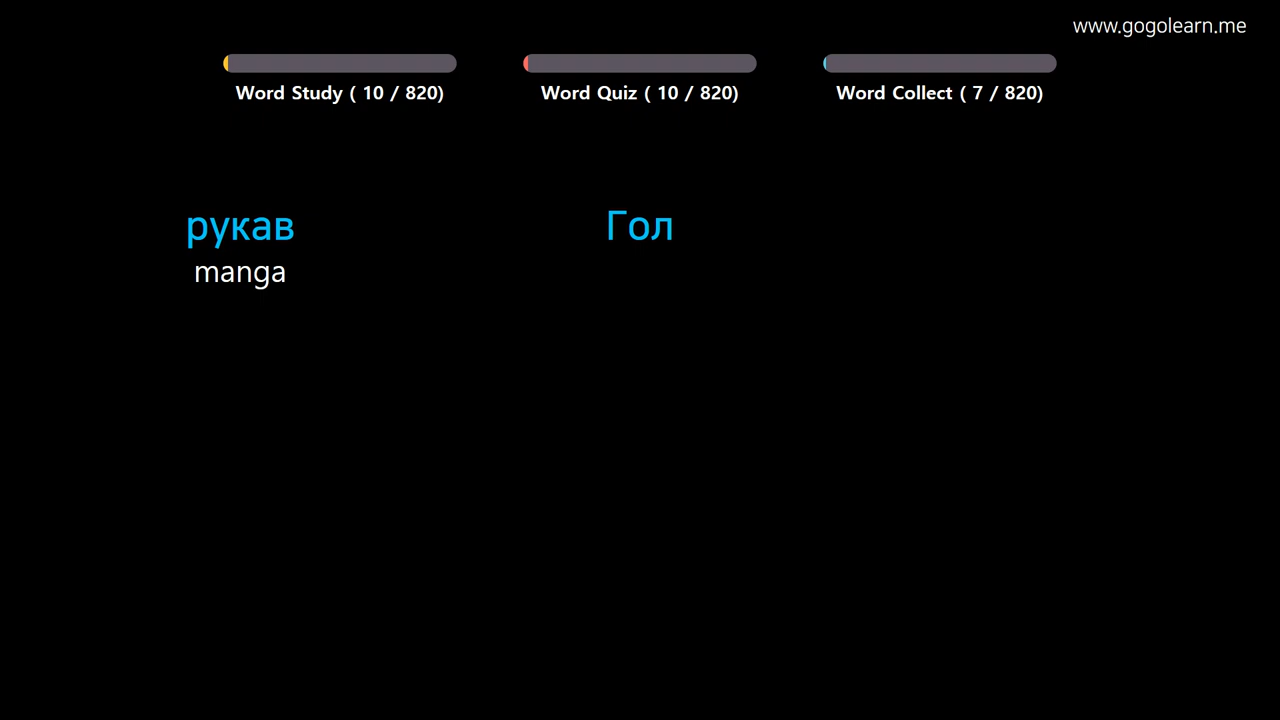 www.gogolearn.me
Word Study ( 10 / 820)
Word Quiz ( 10 / 820)
Word Collect ( 7 / 820)
рукав
manga
Гол